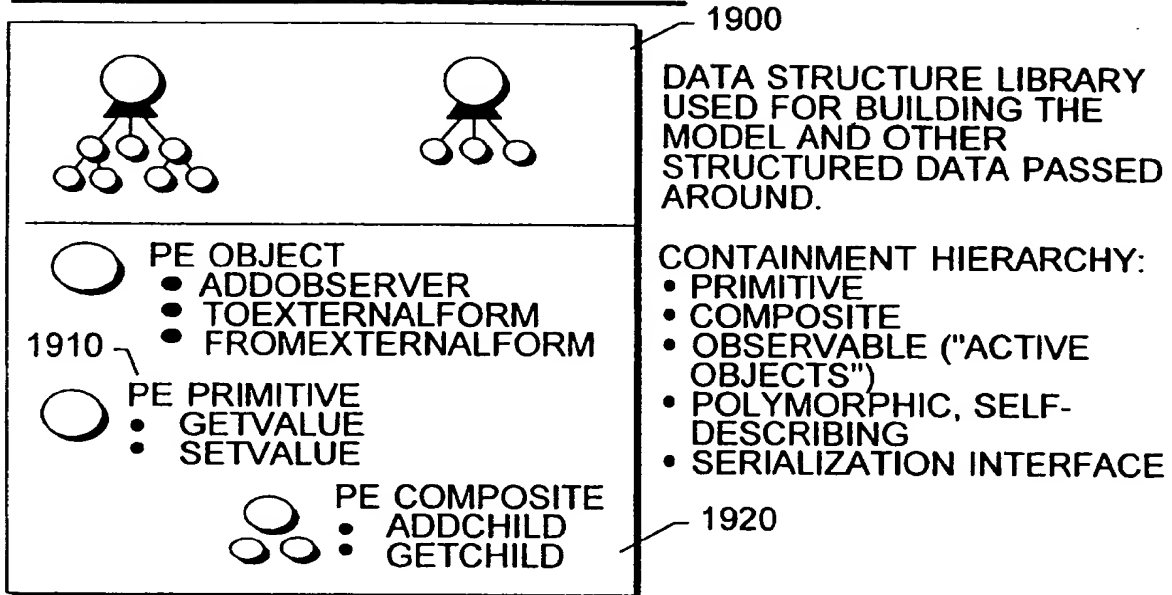 1900
DATA STRUCTURE LIBRARY
USED FOR BUILDING THE
MODEL AND OTHER
STRUCTURED DATA PASSED
AROUND.
PE OBJECT
• ADDOBSERVER
• TOEXTERNALFORM
• FROMEXTERNALFORM
1910
PE PRIMITIVE
• GETVALUE
• SETVALUE
PE COMPOSITE
• ADDCHILD
• GETCHILD
CONTAINMENT HIERARCHY:
• PRIMITIVE
• COMPOSITE
• OBSERVABLE ("ACTIVE
OBJECTS")
• POLYMORPHIC, SELF-
DESCRIBING
• SERIALIZATION INTERFACE
1920